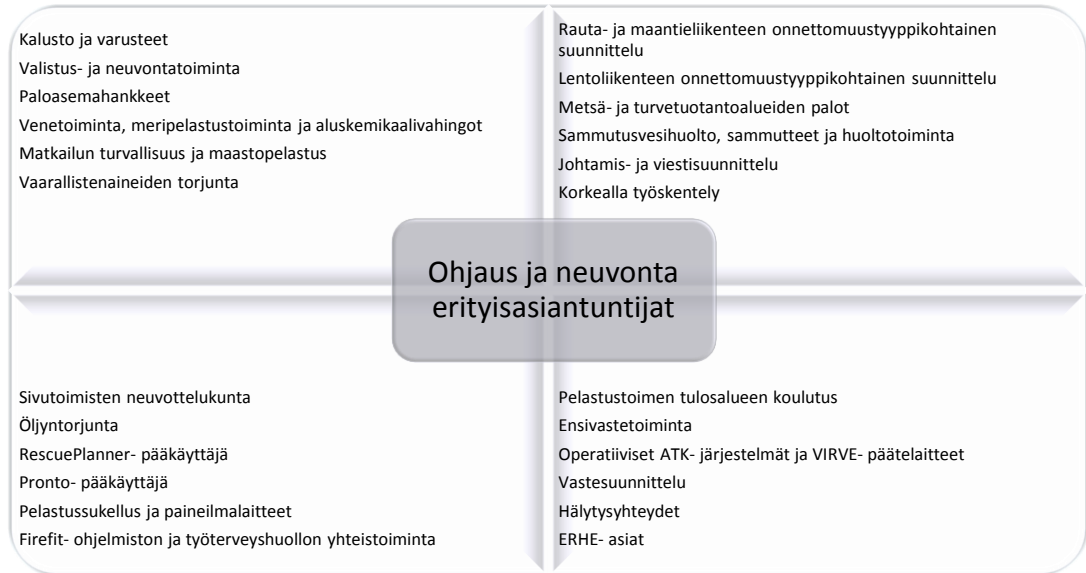 Kalusto ja varusteet
Valistus- ja neuvontatoiminta
Paloasemahankkeet
Venetoiminta, meripelastustoiminta ja aluskemikaalivahingot
Matkailun turvallisuus ja maastopelastus
Vaarallistenaineiden torjunta
Rauta- ja maantieliikenteen onnettomuustyyppikohtainen
suunnittelu
Lentoliikenteen onnettomuustyyppikohtainen suunnittelu
Metsä- ja turvetuotantoalueiden palot
Sammutusvesihuolto, sammutteet ja huoltotoiminta
Johtamis- ja viestisuunnittelu
Korkealla työskentely
Ohjaus ja neuvonta
erityisasiantuntijat
Sivutoimisten neuvottelukunta
Öljyntorjunta
RescuePlanner- pääkäyttäjä
Pronto- pääkäyttäjä
Pelastussukellus ja paineilmalaitteet
Firefit- ohjelmiston ja työterveyshuollon yhteistoiminta
Pelastustoimen tulosalueen koulutus
Ensivastetoiminta
Operatiiviset ATK- järjestelmät ja VIRVE- päätelaitteet
Vastesuunnittelu
Hälytysyhteydet
ERHE- asiat